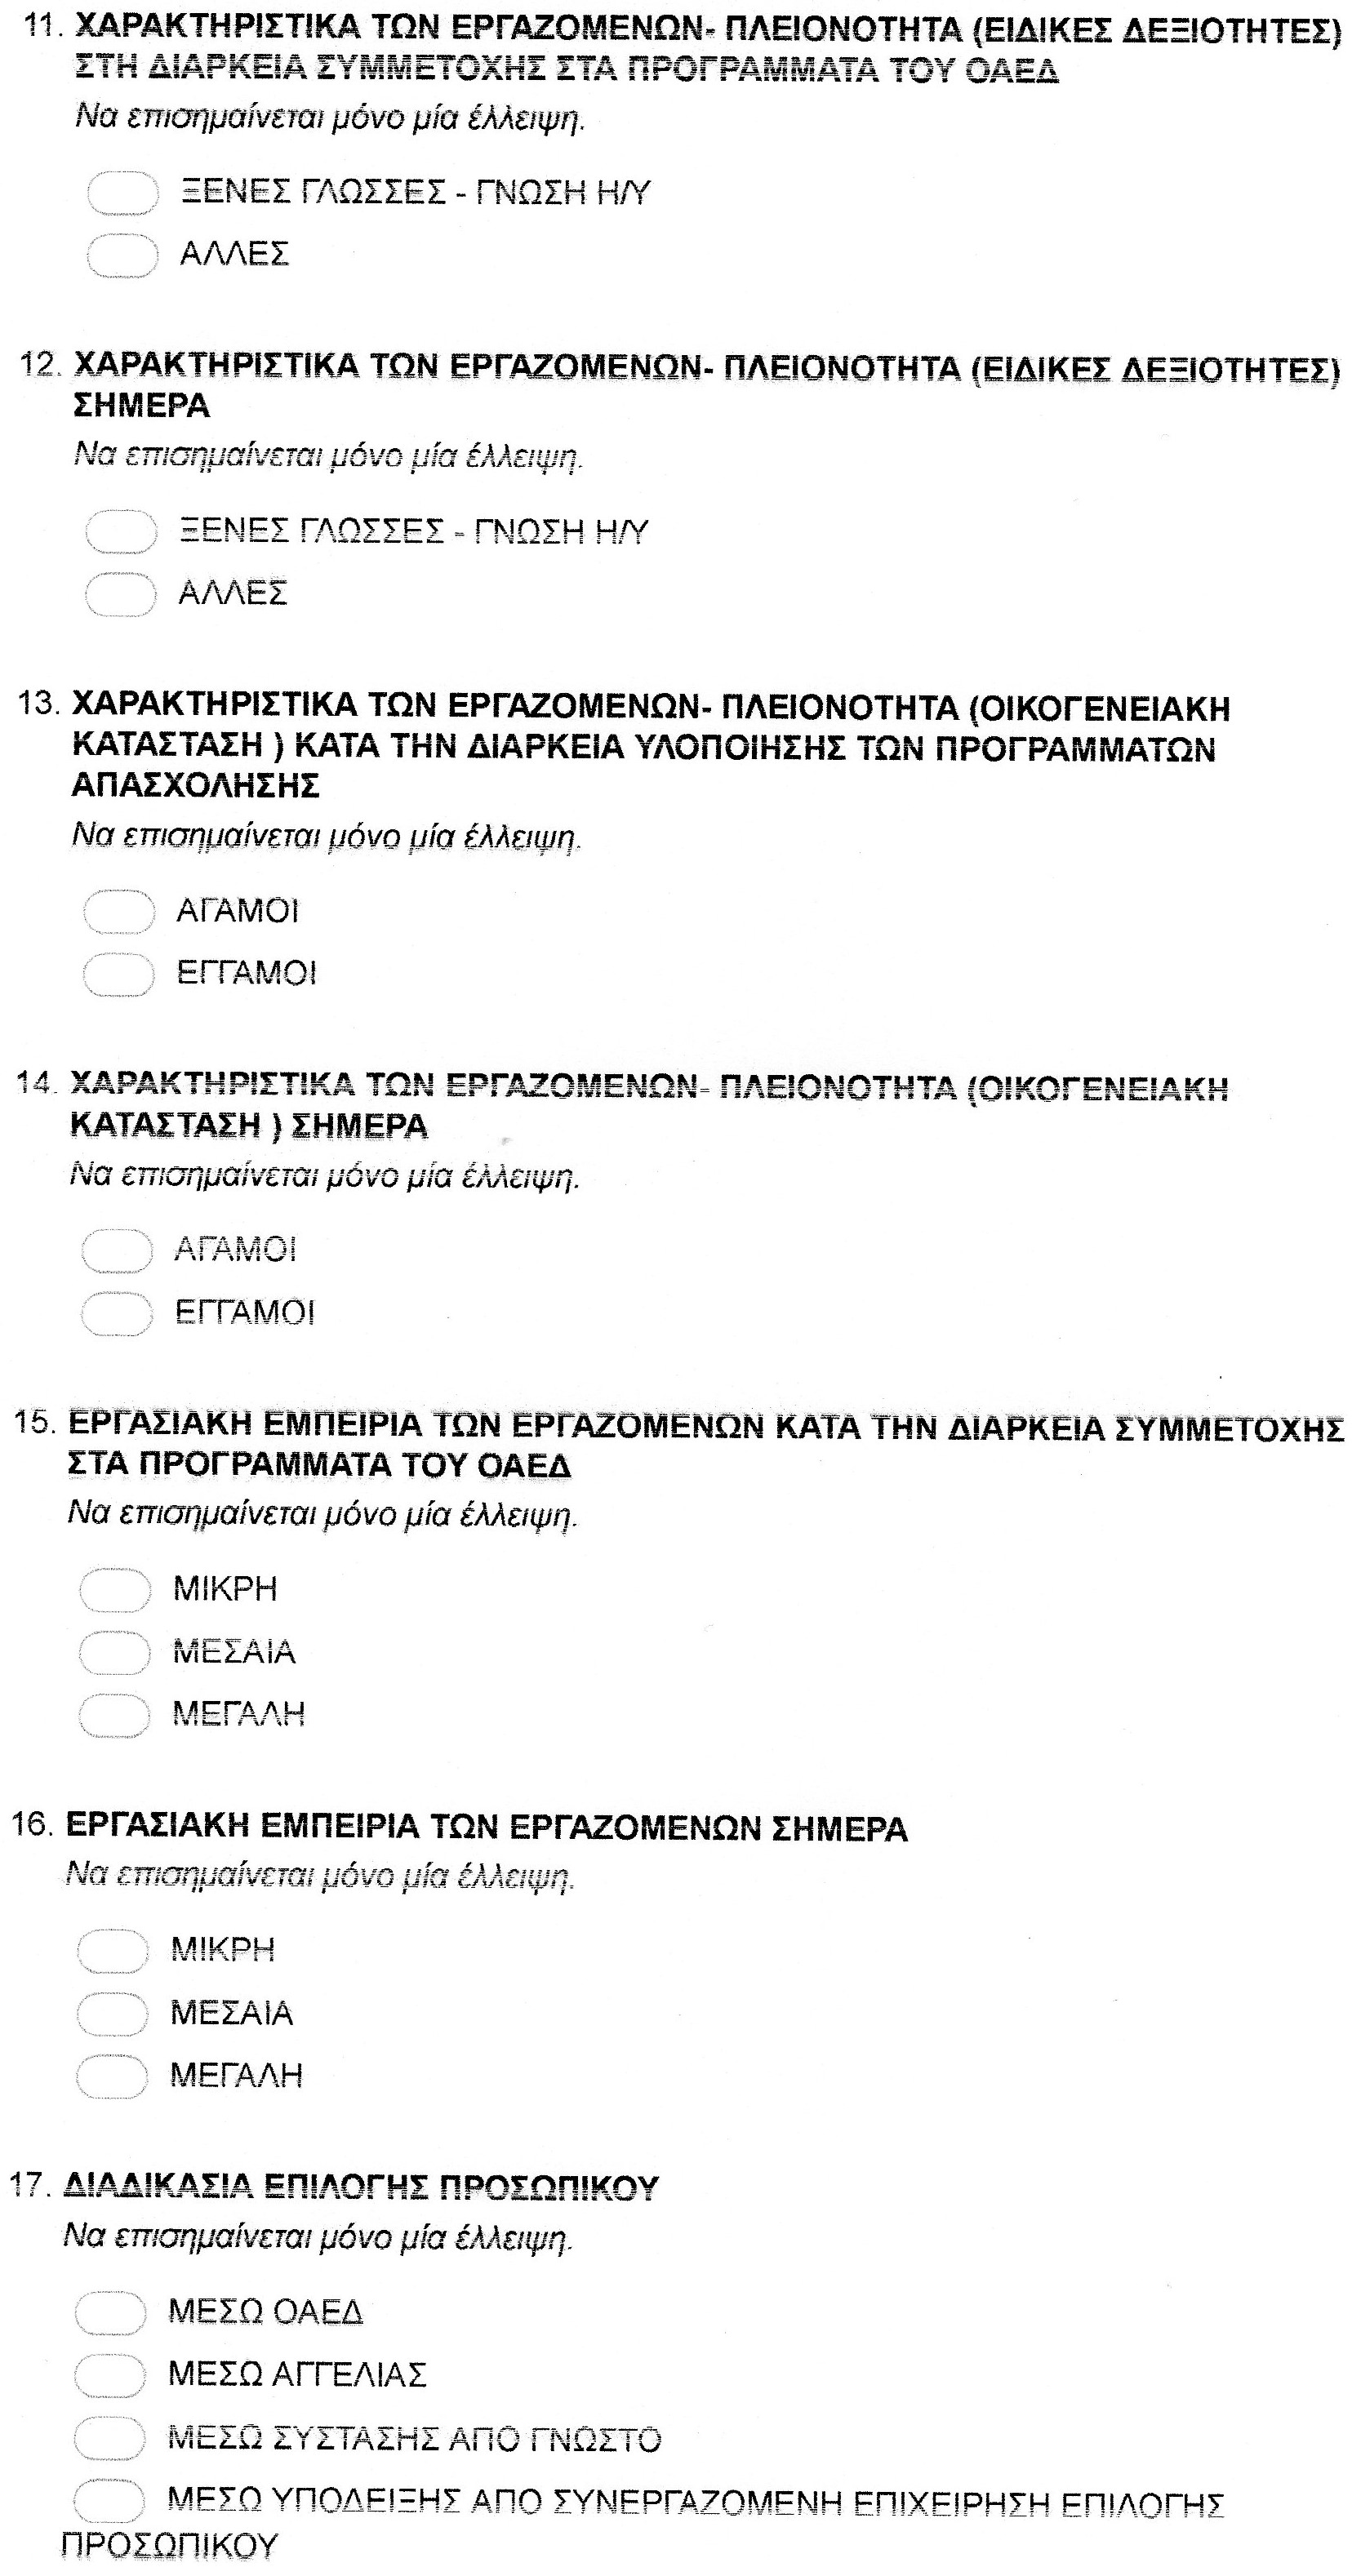 11. ΧΑΡΑΚΤΗΡΙΣΤΙΚΑ ΤΩΝ ΕΡΓΑΖΟΜΕΝΩΝ- ΠΛΕΙΟΝΟΤΗΤΑ (ΕΙΔΙΚΕΣ ΔΕΞΙΟΤΗΤΕΣ)
ΣΤΗ ΔΙΑΡΚΕΙΑ ΣΥΜΜΕΤΟΧΗΣ ΣΤΑ ΠΡΟΓΡΑΜΜΑΤΑ ΤΟΥ ΟΑΕΔ
Να επισημαίνεται μόνο μία έλλειψη.
ΞΕΝΕΣ ΓΛΩΣΣΕΣ - ΓΝΩΣΗ Η/Υ
ΑΛΛΕΣ
12. ΧΑΡΑΚΤΗΡΙΣΤΙΚΑ ΤΩΝ ΕΡΓΑΖΟΜΕΝΩΝ- ΠΛΕΙΟΝΟΤΗΤΑ (ΕΙΔΙΚΕΣ ΔΕΞΙΟΤΗΤΕΣ)
ΣΗΜΕΡΑ
Να επισημαίνεται μόνο μία έλλειψη.
ΞΕΝΕΣ ΓΛΩΣΣΕΣ - ΓΝΩΣΗ Η/Υ
ΑΛΛΕΣ
13. ΧΑΡΑΚΤΗΡΙΣΤΙΚΑ ΤΩΝ ΕΡΓΑΖΟΜΕΝΩΝ- ΠΛΕΙΟΝΟΤΗΤΑ (ΟΙΚΟΓΕΝΕΙΑΚΗ
ΚΑΤΑΣΤΑΣΗ ) ΚΑΤΑ ΤΗΝ ΔΙΑΡΚΕΙΑ ΥΛΟΠΟΙΗΣΗΣ ΤΩΝ ΠΡΟΓΡΑΜΜΑΤΩΝ
ΑΠΑΣΧΟΛΗΣΗΣ
Να επισημαίνεται μόνο μία έλλειψη.
ΑΓΑΜΟΙ
ΕΓΓΑΜΟΙ
14. ΧΑΡΑΚΤΗΡΙΣΤΙΚΑ ΤΩΝ ΕΡΓΑΖΟΜΕΝΩΝ- ΠΛΕΙΟΝΟΤΗΤΑ (ΟΙΚΟΓΕΝΕΙΑΚΗ
ΚΑΤΑΣΤΑΣΗ ) ΣΗΜΕΡΑ
Να επισημαίνεται μόνο μία έλλειψη.
ΑΓΑΜΟΙ
ΕΓΓΑΜΟΙ
15. ΕΡΓΑΣΙΑΚΗ ΕΜΠΕΙΡΙΑ ΤΩΝ ΕΡΓΑΖΟΜΕΝΩΝ ΚΑΤΑ ΤΗΝ ΔΙΑΡΚΕΙΑ ΣΥΜΜΕΤΟΧΗΣ
ΣΤΑ ΠΡΟΓΡΑΜΜΑΤΑ ΤΟΥ ΟΑΕΔ
Να επισημαίνεται μόνο μία έλλειψη.
ΜΙΚΡΗ
ΜΕΣΑΙΑ
ΜΕΓΑΛΗ
16. ΕΡΓΑΣΙΑΚΗ ΕΜΠΕΙΡΙΑ ΤΩΝ ΕΡΓΑΖΟΜΕΝΩΝ ΣΗΜΕΡΑ
Να επισημαίνεται μόνο μία έλλειψη.
ΜΙΚΡΗ
ΜΕΣΑΙΑ
ΜΕΓΑΛΗ
17. ΔΙΑΔΙΚΑΣΙΑ ΕΠΙΛΟΓΗΣ ΠΡΟΣΩΠΙΚΟΥ
Να επισημαίνεται μόνο μία έλλειψη.
ΜΕΣΩ ΟΑΕΔ
ΜΕΣΩ ΑΓΓΕΛΙΑΣ
ΜΕΣΩ ΣΥΣΤΑΣΗΣ ΑΠΟ ΓΝΩΣΤΟ
ΜΕΣΩ ΥΠΟΔΕΙΞΗΣ ΑΠΟ ΣΥΝΕΡΓΑΖΟΜΕΝΗ ΕΠΙΧΕΙΡΗΣΗ ΕΠΙΛΟΓΗΣ
ΠΡΟΣΩΠΙΚΟΥ